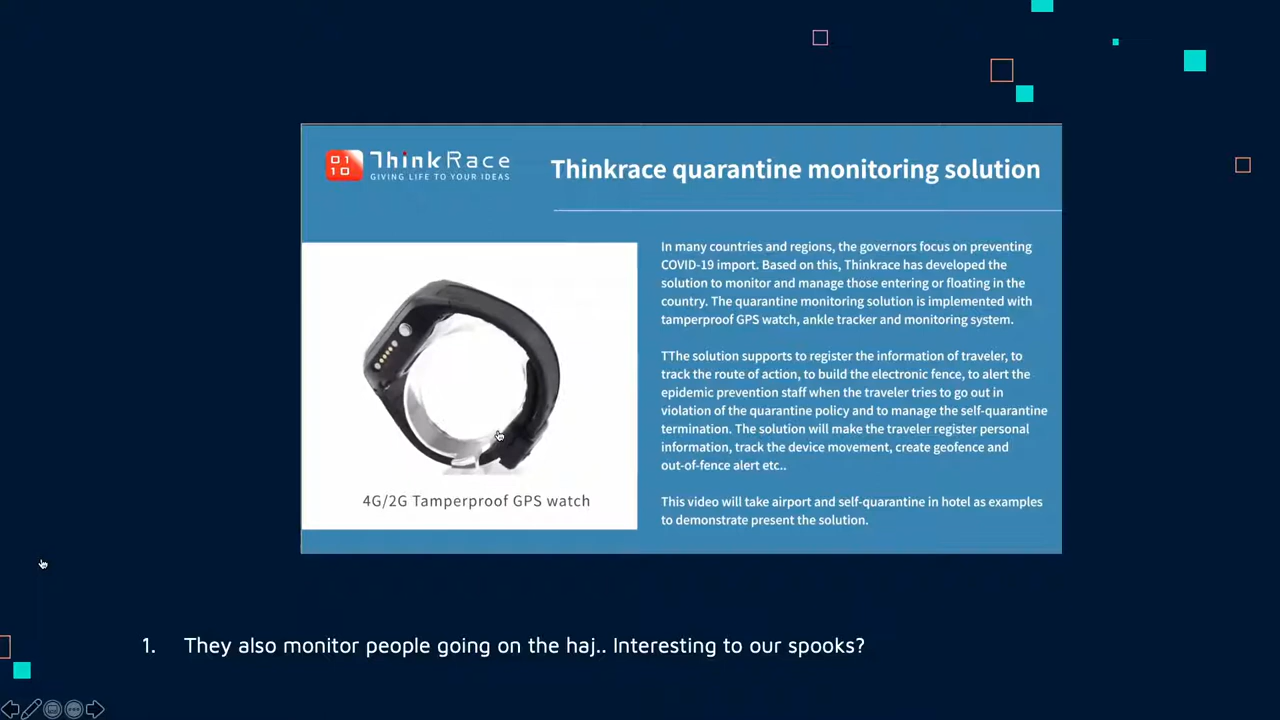 01
10
ThinkRace
GIVING LIFE TO YOUR IDEAS
Thinkrace quarantine monitoring solution
In many countries and regions, the governors focus on preventing
COVID-19 import. Based on this, Thinkrace has developed the
solution to monitor and manage those entering or floating in the
country. The quarantine monitoring solution is implemented with
tamperproof GPS watch, ankle tracker and monitoring system.
TThe solution supports to register the information of traveler, to
track the route of action, to build the electronic fence, to alert the
epidemic prevention staff when the traveler tries to go out in
violation of the quarantine policy and to manage the self-quarantine
termination. The solution will make the traveler register personal
information, track the device movement, create geofence and
out-of-fence alert etc..
This video will take airport and self-quarantine in hotel as examples
to demonstrate present the solution.
4G/2G Tamperproof GPS watch
1. They also monitor people going on the haj.. Interesting to our spooks?